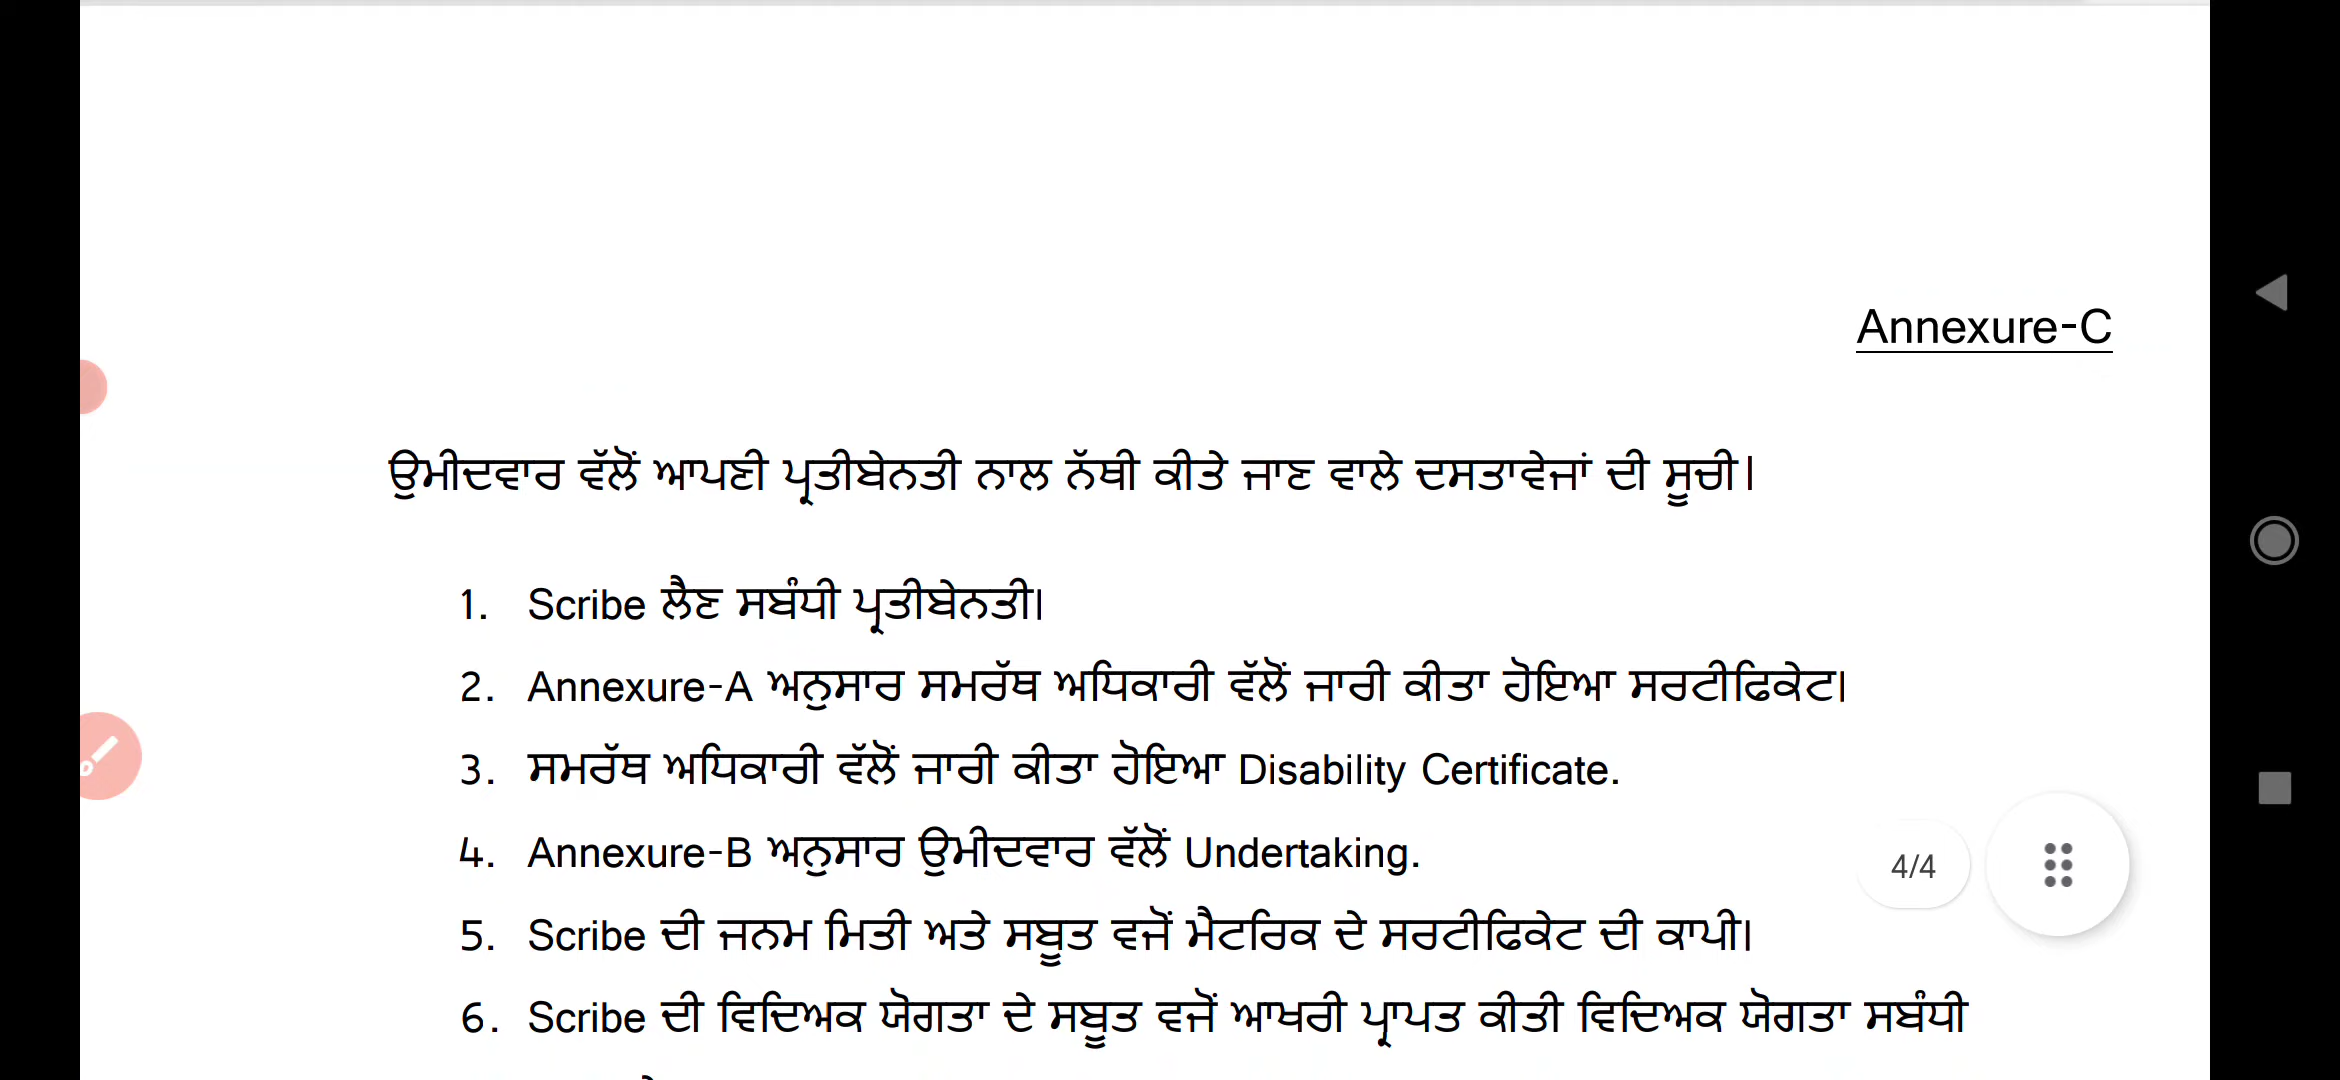 Annexure-C
ਉਮੀਦਵਾਰ ਵੱਲੋਂ ਆਪਣੀ ਪ੍ਰਤੀਬੇਨਤੀ ਨਾਲ ਨੱਥੀ ਕੀਤੇ ਜਾਣ ਵਾਲੇ ਦਸਤਾਵੇਜਾਂ ਦੀ ਸੂਚੀ।
1. Scribe ਲੈਣ ਸਬੰਧੀ ਪ੍ਰਤੀਬੇਨਤੀ।
2. Annexure-A ਅਨੁਸਾਰ ਸਮਰੱਥ ਅਧਿਕਾਰੀ ਵੱਲੋਂ ਜਾਰੀ ਕੀਤਾ ਹੋਇਆ ਸਰਟੀਫਿਕੇਟ।
3. ਸਮਰੱਥ ਅਧਿਕਾਰੀ ਵੱਲੋਂ ਜਾਰੀ ਕੀਤਾ ਹੋਇਆ Disability Certificate.
4. Annexure-B ਅਨੁਸਾਰ ਉਮੀਦਵਾਰ ਵੱਲੋਂ Undertaking.
4/4
5. Scribe ਦੀ ਜਨਮ ਮਿਤੀ ਅਤੇ ਸਬੂਤ ਵਜੋਂ ਮੈਟਰਿਕ ਦੇ ਸਰਟੀਫਿਕੇਟ ਦੀ ਕਾਪੀ।
6. Scribe ਦੀ ਵਿਦਿਅਕ ਯੋਗਤਾ ਦੇ ਸਬੂਤ ਵਜੋਂ ਆਖਰੀ ਪ੍ਰਾਪਤ ਕੀਤੀ ਵਿਦਿਅਕ ਯੋਗਤਾ ਸਬੰਧੀ